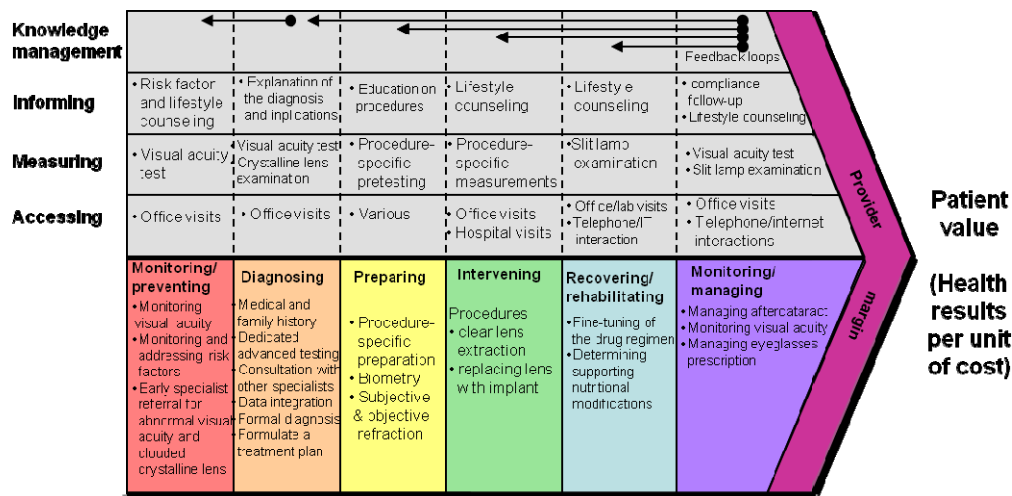 Knowledge
management
Feedback loops
Informing
• Risk factor
and lifestyle
counseling
• Explanation of
the diagnosis
and inplications
• Education on
procedures
• Lifestyle
counseling
• Lifestyle
counseling
• compliance
follow-up
• Lifestyle counseling
Measuring
• Visual acuity
test
Visual acuity test
Crystalline lens
examination
• Procedure-
specific
pretesting
• Procedure-
specific
measurements
Slit lamp
examination
• Visual acuity test
• Slit lamp examination
Accessing
• Office visits
• Office visits
• Various
• Office visits
• Hospital visits
• Office/lab visits
• Telephone/IT
interaction
• Office visits
• Telephone/internet
interactions
Monitoring/
preventing
• Monitoring
visual acuity
• Monitoring and
addressing risk
factors
• Early specialist
referral for
abnormal visual
acuity and
clouded
crystalline lens
Diagnosing
• Medical and
family history
• Dedicated
advanced testing
• Consultation with
other specialists
• Data integration
• Formal diagnosis
• Formulate a
treatment plan
Preparing
• Procedure-
specific
preparation
• Biometry
• Subjective
& objective
refraction
Intervening
Procedures
• clear lens
extraction
• replacing lens
with implant
Recovering/
rehabilitating
• Fine-tuning of
the drug regimen
• Determining
supporting
nutritional
modifications
Monitoring/
managing
• Managing aftercataract
• Monitoring visual acuity
• Managing eyeglasses
prescription
Provider
margin
Patient
value
(Health
results
per unit
of cost)